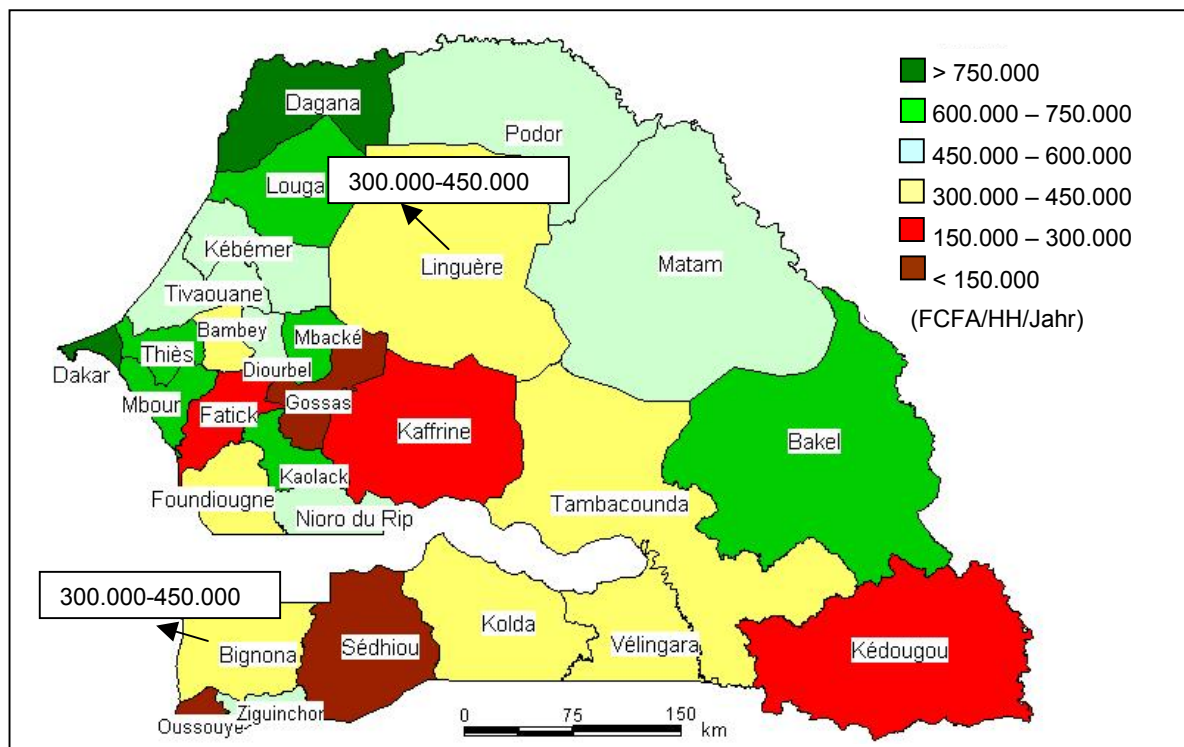 > 750.000
600.000 – 750.000
450.000 – 600.000
300.000 – 450.000
150.000 – 300.000
< 150.000
(FCFA/HH/Jahr)
Dagana
Podor
300.000-450.000
Louga
Kébémer
Linguère
Matam
Tivaouane
Bambey
Mbacké
Thiès
Diourbel
Dakar
Mbour
Gossas
Fatick
Kaffrine
Bakel
Kaolack
Foundiougne
Tambacounda
Nioro du Rip
300.000-450.000
Kolda
Sédhiou
Vélingara
Kédougou
Bignona
Ziguinchor
Oussouye
0 75 150
km